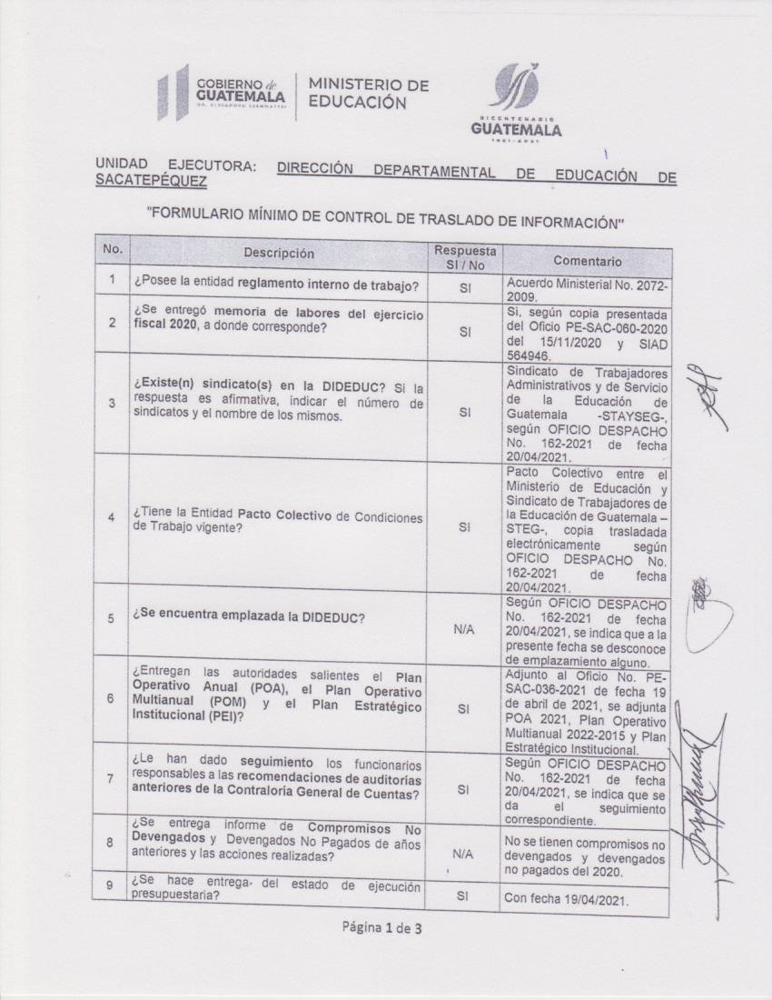 GOBIERNO de
GUATEMALA
DR. ALEJANDRO GIAMMATTEI
MINISTERIO DE
EDUCACIÓN
BICENTENARIO
GUATEMALA
1821-2021
UNIDAD EJECUTORA: DIRECCIÓN DEPARTAMENTAL DE EDUCACIÓN DE
SACATEPÉQUEZ
"FORMULARIO MÍNIMO DE CONTROL DE TRASLADO DE INFORMACIÓN"
No.
Descripción
Respuesta
SI / No
Comentario
1
¿Posee la entidad reglamento interno de trabajo?
SI
Acuerdo Ministerial No. 2072-
2009.
2
¿Se entregó memoria de labores del ejercicio
fiscal 2020, a donde corresponde?
SI
Si, según copia presentada
del Oficio PE-SAC-060-2020
del 15/11/2020 y SIAD
564946.
3
¿Existe(n) sindicato(s) en la DIDEDUC? Si la
respuesta es afirmativa, indicar el número de
sindicatos y el nombre de los mismos.
SI
Sindicato de Trabajadores
Administrativos y de Servicio
de la Educación de
Guatemala -STAYSEG-,
según OFICIO DESPACHO
No. 162-2021 de fecha
20/04/2021.
4
¿Tiene la Entidad Pacto Colectivo de Condiciones
de Trabajo vigente?
SI
Pacto Colectivo entre el
Ministerio de Educación y
Sindicato de Trabajadores de
la Educación de Guatemala –
STEG-, copia trasladada
electrónicamente según
OFICIO DESPACHO No.
162-2021 de fecha
20/04/2021.
5
¿Se encuentra emplazada la DIDEDUC?
N/A
Según OFICIO DESPACHO
No. 162-2021 de fecha
20/04/2021, se indica que a la
presente fecha se desconoce
de emplazamiento alguno.
6
¿Entregan las autoridades salientes el Plan
Operativo Anual (POA), el Plan Operativo
Multianual (POM) y el Plan Estratégico
Institucional (PEI)?
SI
Adjunto al Oficio No. PE-
SAC-036-2021 de fecha 19
de abril de 2021, se adjunta
POA 2021, Plan Operativo
Multianual 2022-2015 y Plan
Estratégico Institucional.
7
¿Le han dado seguimiento los funcionarios
responsables a las recomendaciones de auditorías
anteriores de la Contraloría General de Cuentas?
SI
Según OFICIO DESPACHO
No. 162-2021 de fecha
20/04/2021, se indica que se
da el seguimiento
correspondiente.
8
¿Se entrega informe de Compromisos No
Devengados y Devengados No Pagados de años
anteriores y las acciones realizadas?
N/A
No se tienen compromisos no
devengados y devengados
no pagados del 2020.
9
¿Se hace entrega del estado de ejecución
presupuestaria?
SI
Con fecha 19/04/2021.
Página 1 de 3